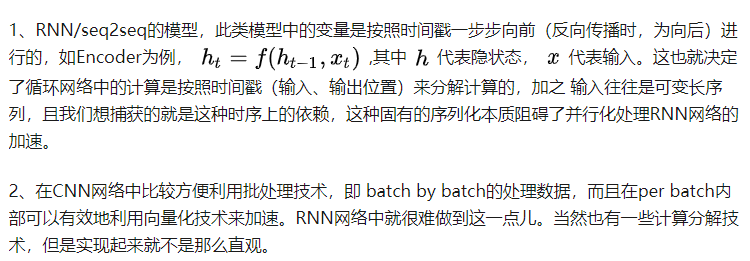 1、RNN/seq2seq的模型，此类模型中的变量是按照时间戳一步步向前（反向传播时，为向后）进
行的，如Encoder为例， h_t = f(h_{t−1}, x_t) ,其中 h 代表隐状态， x 代表输入。这也就决定
了循环网络中的计算是按照时间戳（输入、输出位置）来分解计算的，加之 输入往往是可变长序
列，且我们想捕获的就是这种时序上的依赖，这种固有的序列化本质阻碍了并行化处理RNN网络的
加速。
2、在CNN网络中比较方便利用批处理技术，即 batch by batch的处理数据，而且在per batch内
部可以有效地利用向量化技术来加速。RNN网络中就很难做到这一点儿。当然也有一些计算分解技
术，但是实现起来就不是那么直观。